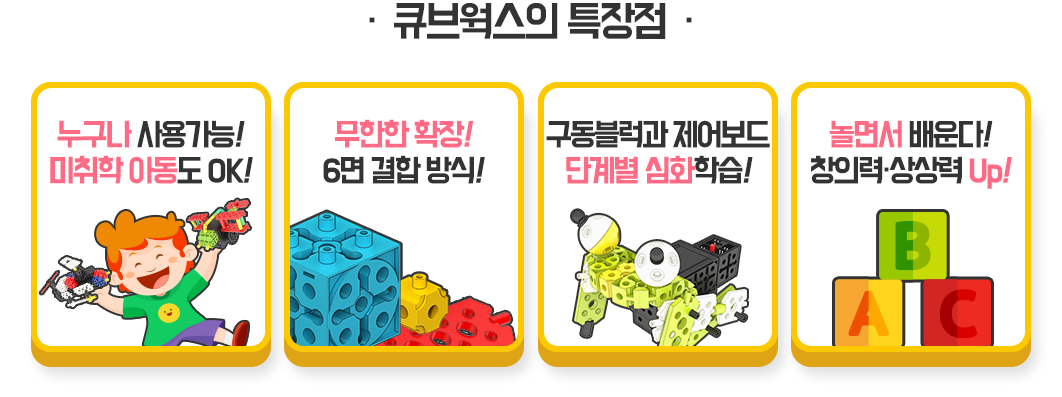 · 큐브웍스의 특장점 ·
누구나 사용가능!
미취학 아동도 OK!
무한한 확장!
6면 결합 방식!
구동블럭과 제어보드
단계별 심화학습!
놀면서 배운다!
창의력·상상력 Up!
B
A C